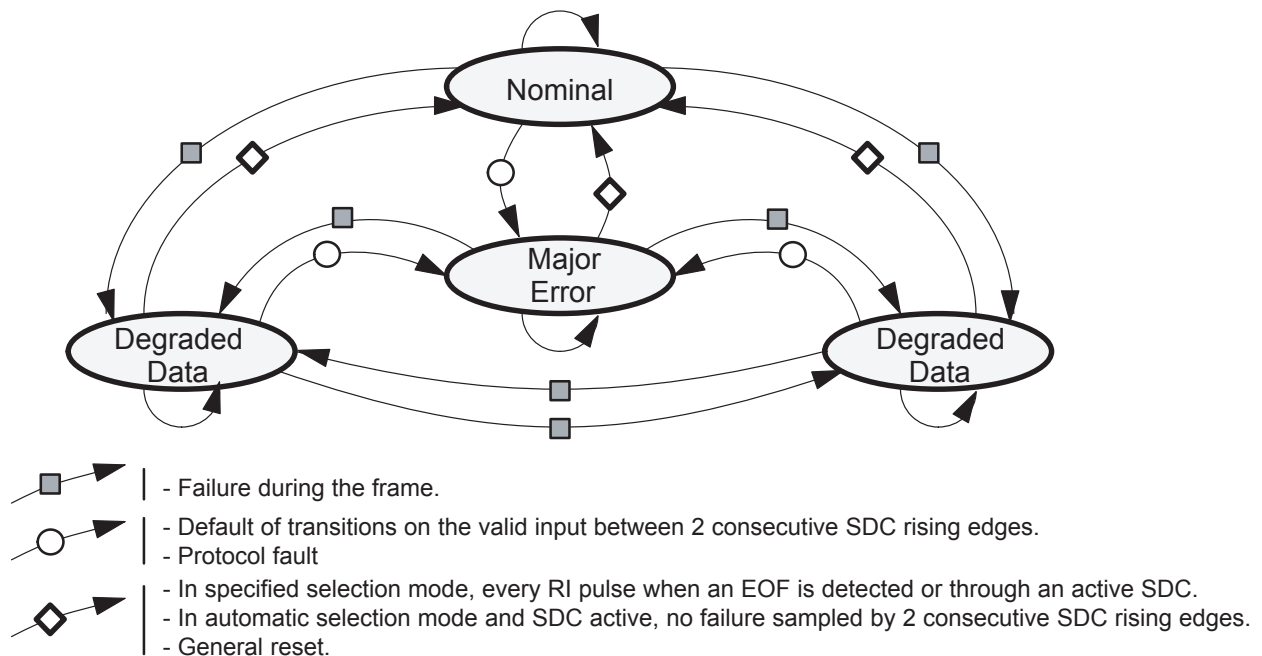 Nominal
Major
Error
Degraded
Data
Degraded
Data
- Failure during the frame.
- Default of transitions on the valid input between 2 consecutive SDC rising edges.
- Protocol fault
- In specified selection mode, every RI pulse when an EOF is detected or through an active SDC.
- In automatic selection mode and SDC active, no failure sampled by 2 consecutive SDC rising edges.
- General reset.